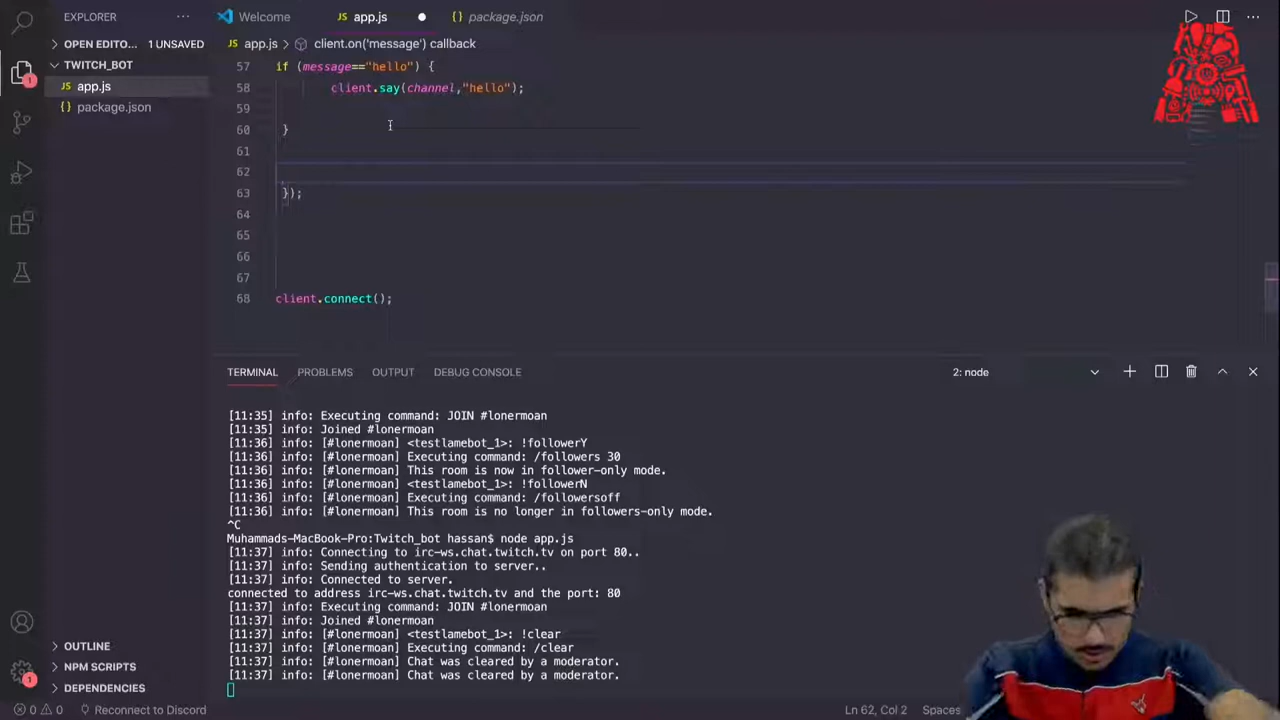 EXPLORER ···
Welcome
JS app.js ●
{} package.json
OPEN EDITO... 1 UNSAVED
JS app.js > client.on('message') callback
TWITCH_BOT
JS app.js
{} package.json
57 if (message=="hello") {
58 client.say(channel,"hello");
59
60 }
61
62
63 });
64
65
66
67
68 client.connect();
TERMINAL PROBLEMS OUTPUT DEBUG CONSOLE 2: node
[11:35] info: Executing command: JOIN #lonermoan
[11:35] info: Joined #lonermoan
[11:36] info: [#lonermoan] <testlamebot_1>: !followerY
[11:36] info: [#lonermoan] Executing command: /followers 30
[11:36] info: [#lonermoan] This room is now in follower-only mode.
[11:36] info: [#lonermoan] <testlamebot_1>: !followerN
[11:36] info: [#lonermoan] Executing command: /followersoff
[11:36] info: [#lonermoan] This room is no longer in followers-only mode.
^C
Muhammads-MacBook-Pro:Twitch_bot hassan$ node app.js
[11:37] info: Connecting to irc-ws.chat.twitch.tv on port 80..
[11:37] info: Sending authentication to server..
[11:37] info: Connected to server.
connected to address irc-ws.chat.twitch.tv and the port: 80
[11:37] info: Executing command: JOIN #lonermoan
[11:37] info: Joined #lonermoan
[11:37] info: [#lonermoan] <testlamebot_1>: !clear
[11:37] info: [#lonermoan] Executing command: /clear
[11:37] info: [#lonermoan] Chat was cleared by a moderator.
[11:37] info: [#lonermoan] Chat was cleared by a moderator.
OUTLINE
NPM SCRIPTS
DEPENDENCIES
1
1
0 0 Reconnect to Discord
Ln 62, Col 2 Spaces